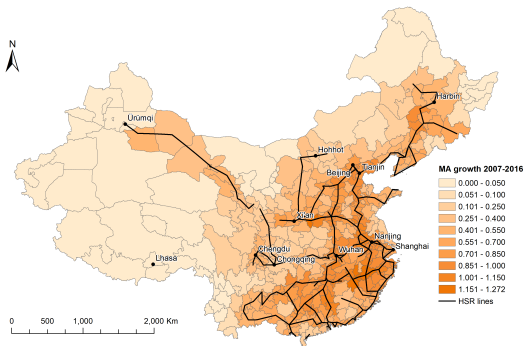 N
Harbin
Ürümqi
Hohhot
Beijing
Tianjin
MA growth 2007-2016
0.000 - 0.050
0.051 - 0.100
0.101 - 0.250
0.251 - 0.400
0.401 - 0.550
0.551 - 0.700
0.701 - 0.850
0.851 - 1.000
1.001 - 1.150
1.151 - 1.272
HSR lines
Xian
Nanjing
Shanghai
Chengdu
Wuhan
Chongqing
Lhasa
0 500 1,000 2,000 Km